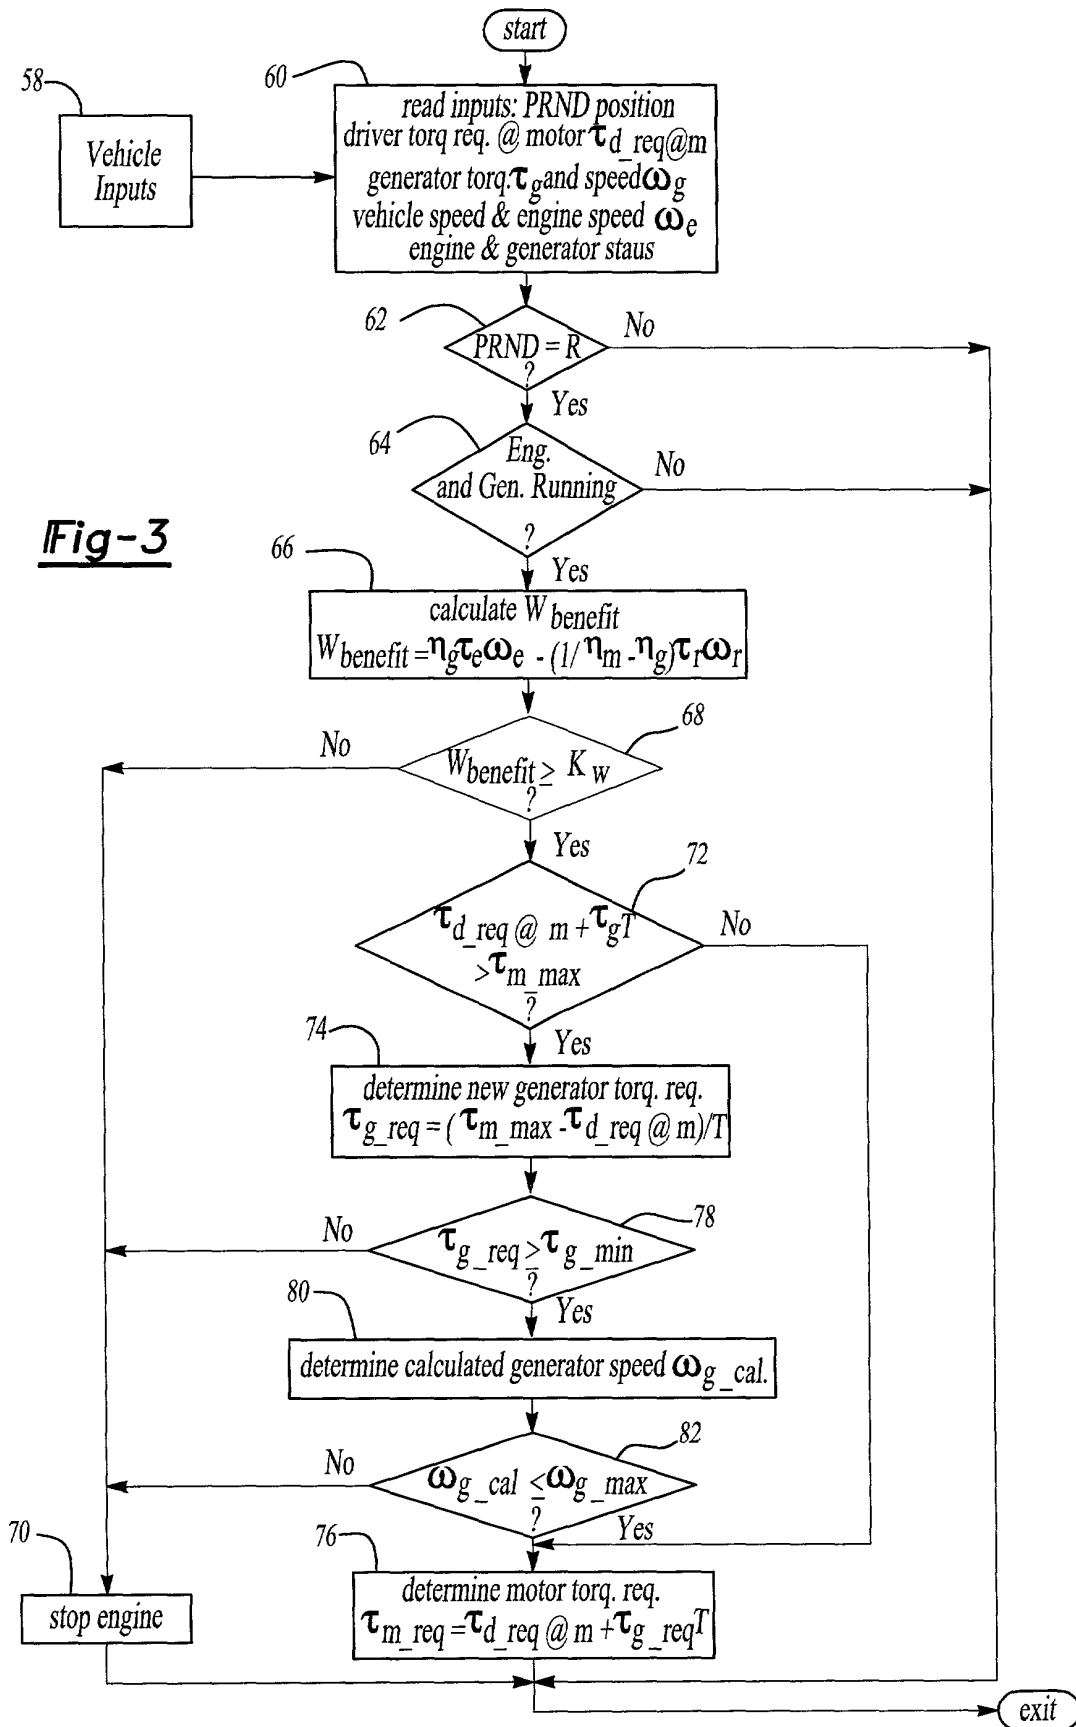 start
58
60
Vehicle
Inputs
read inputs: PRND position
driver torq req. @ motor τd_req@m
generator torq.τg and speed ωg
vehicle speed & engine speed ωe
engine & generator staus
62
PRND = R
?
No
Yes
64
Eng.
and Gen. Running
?
No
Yes
Fig-3
66
calculate Wbenefit
Wbenefit = ηgτeωe - (1/ηm - ηg)τrωr
68
Wbenefit ≥ Kw
?
No
Yes
72
τd_req @ m + τgT
> τm_max
?
No
Yes
74
determine new generator torq. req.
τg_req = ( τm_max - τd_req @ m)/T
78
τg_req ≥ τg_min
?
No
Yes
80
determine calculated generator speed ωg_cal.
82
ωg_cal ≤ ωg_max
?
No
Yes
70
stop engine
76
determine motor torq. req.
τm_req = τd_req @ m + τg_reqT
exit